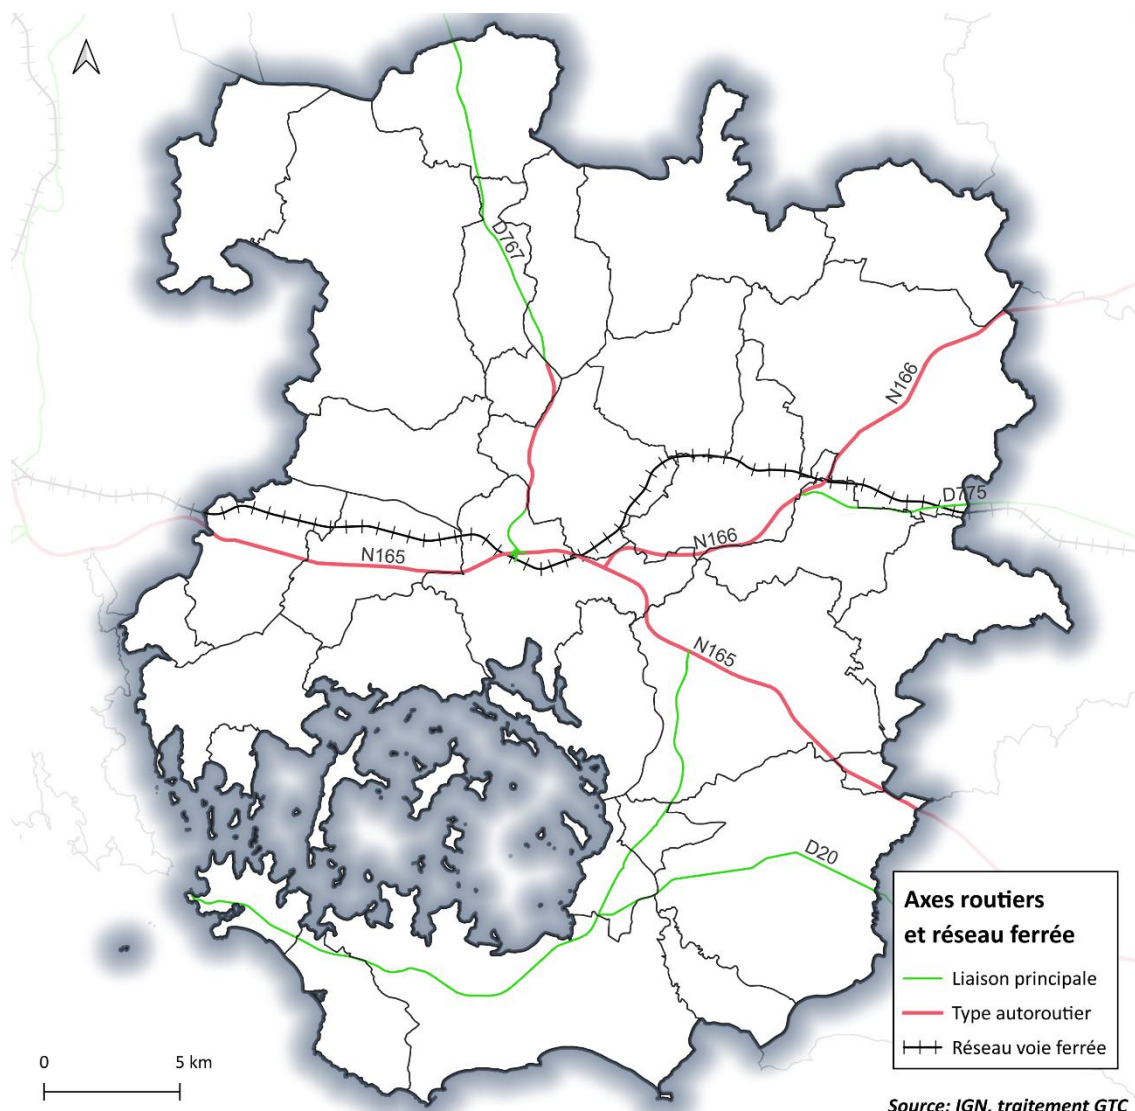 D767
N166
D775
N165
N166
N165
D20
Axes routiers
et réseau ferrée
Liaison principale
Type autoroutier
Réseau voie ferrée
0 5 km
Source: IGN, traitement GTC